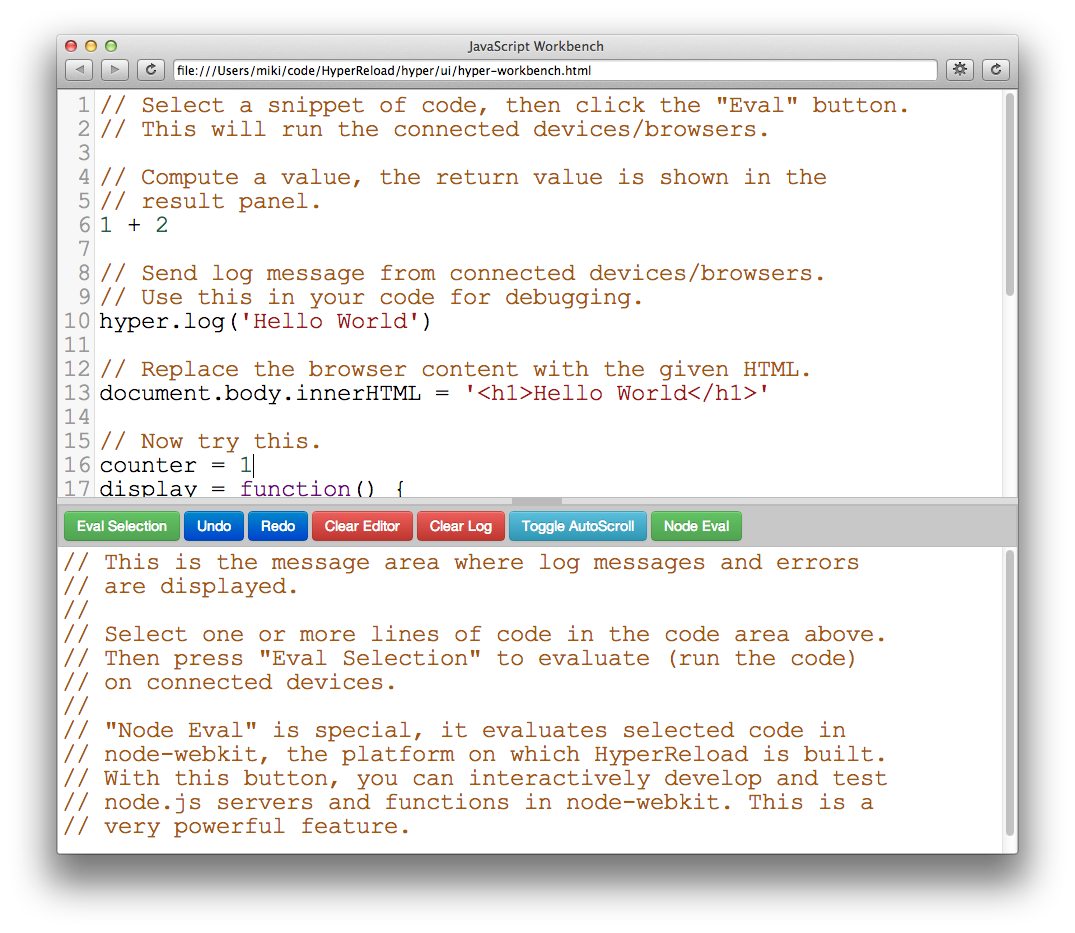 JavaScript Workbench
file:///Users/miki/code/HyperReload/hyper/ui/hyper-workbench.html
1 // Select a snippet of code, then click the "Eval" button.
2 // This will run the connected devices/browsers.
3
4 // Compute a value, the return value is shown in the
5 // result panel.
6 1 + 2
7
8 // Send log message from connected devices/browsers.
9 // Use this in your code for debugging.
10 hyper.log('Hello World')
11
12 // Replace the browser content with the given HTML.
13 document.body.innerHTML = '<h1>Hello World</h1>'
14
15 // Now try this.
16 counter = 1
17 display = function() {
Eval Selection Undo Redo Clear Editor Clear Log Toggle AutoScroll Node Eval
// This is the message area where log messages and errors
// are displayed.
//
// Select one or more lines of code in the code area above.
// Then press "Eval Selection" to evaluate (run the code)
// on connected devices.
//
// "Node Eval" is special, it evaluates selected code in
// node-webkit, the platform on which HyperReload is built.
// With this button, you can interactively develop and test
// node.js servers and functions in node-webkit. This is a
// very powerful feature.